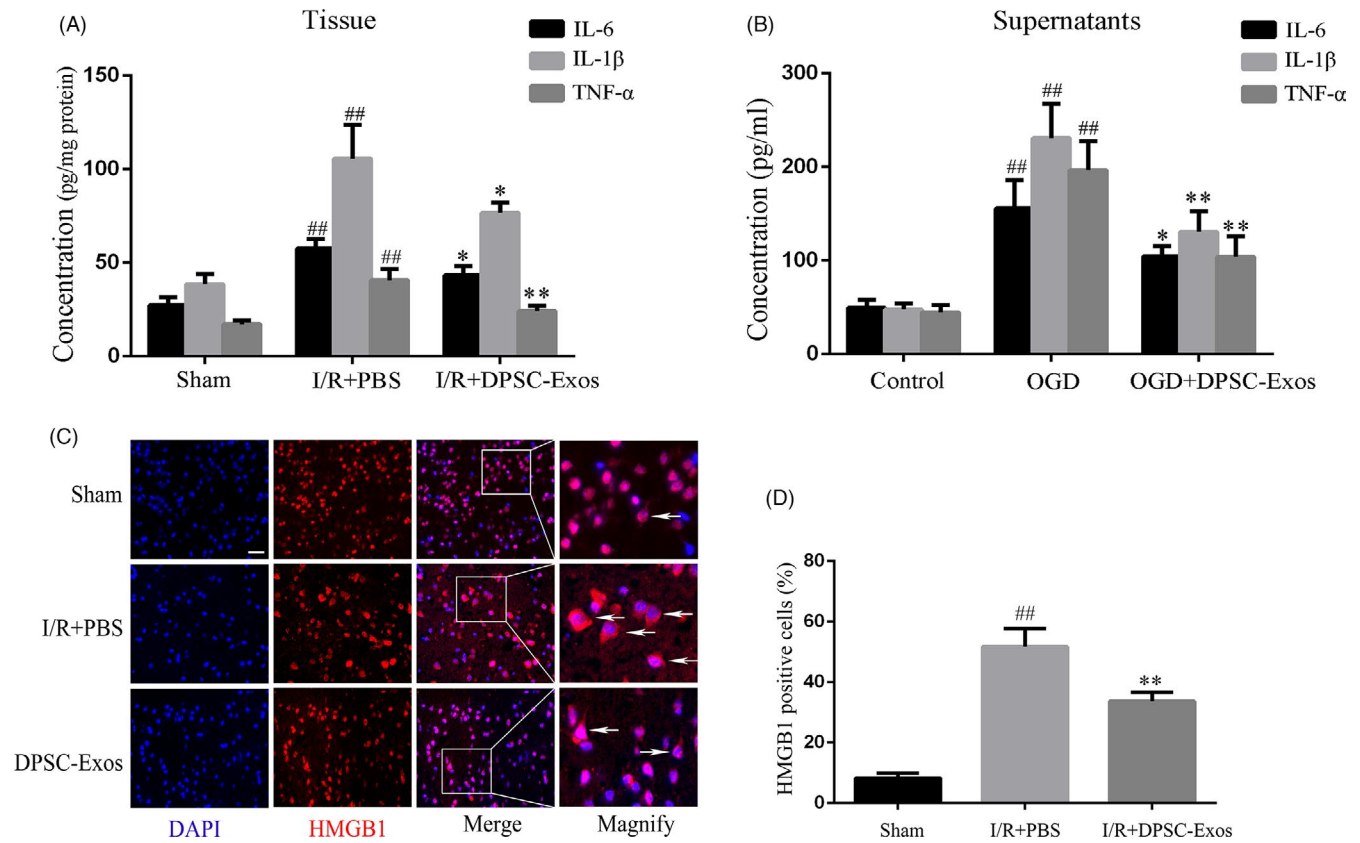 (A)
Tissue
IL-6
IL-1β
TNF-α
Concentration (pg/mg protein)
150
100
50
0
##
##
##
*
*
**
Sham
I/R+PBS
I/R+DPSC-Exos
(B)
Supernatants
IL-6
IL-1β
TNF-α
Concentration (pg/ml)
300
200
100
0
##
##
##
*
**
**
Control
OGD
OGD+DPSC-Exos
(C)
Sham
I/R+PBS
DPSC-Exos
DAPI
HMGB1
Merge
Magnify
(D)
HMGB1 positive cells (%)
80
60
40
20
0
##
**
Sham
I/R+PBS
I/R+DPSC-Exos